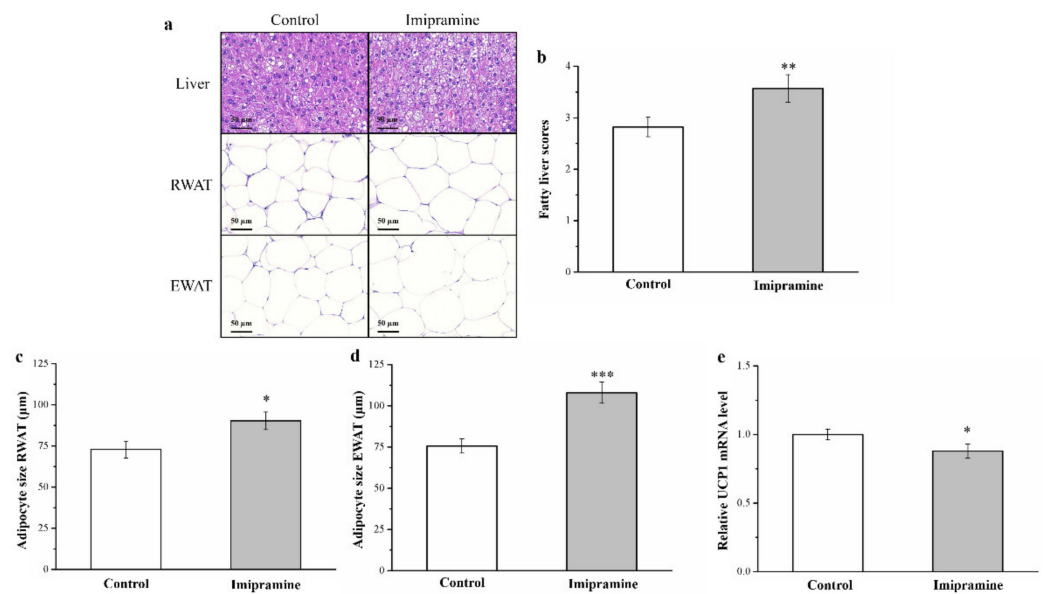 a
Control
Imipramine
Liver
50 µm
50 µm
RWAT
50 µm
50 µm
EWAT
50 µm
50 µm
b
Fatty liver scores
4
3
2
1
0
**
Control
Imipramine
c
Adipocyte size RWAT (µm)
125
100
75
50
25
0
*
Control
Imipramine
d
Adipocyte size EWAT (µm)
125
100
75
50
25
0
***
Control
Imipramine
e
Relative UCP1 mRNA level
1.5
1.0
0.5
0.0
*
Control
Imipramine